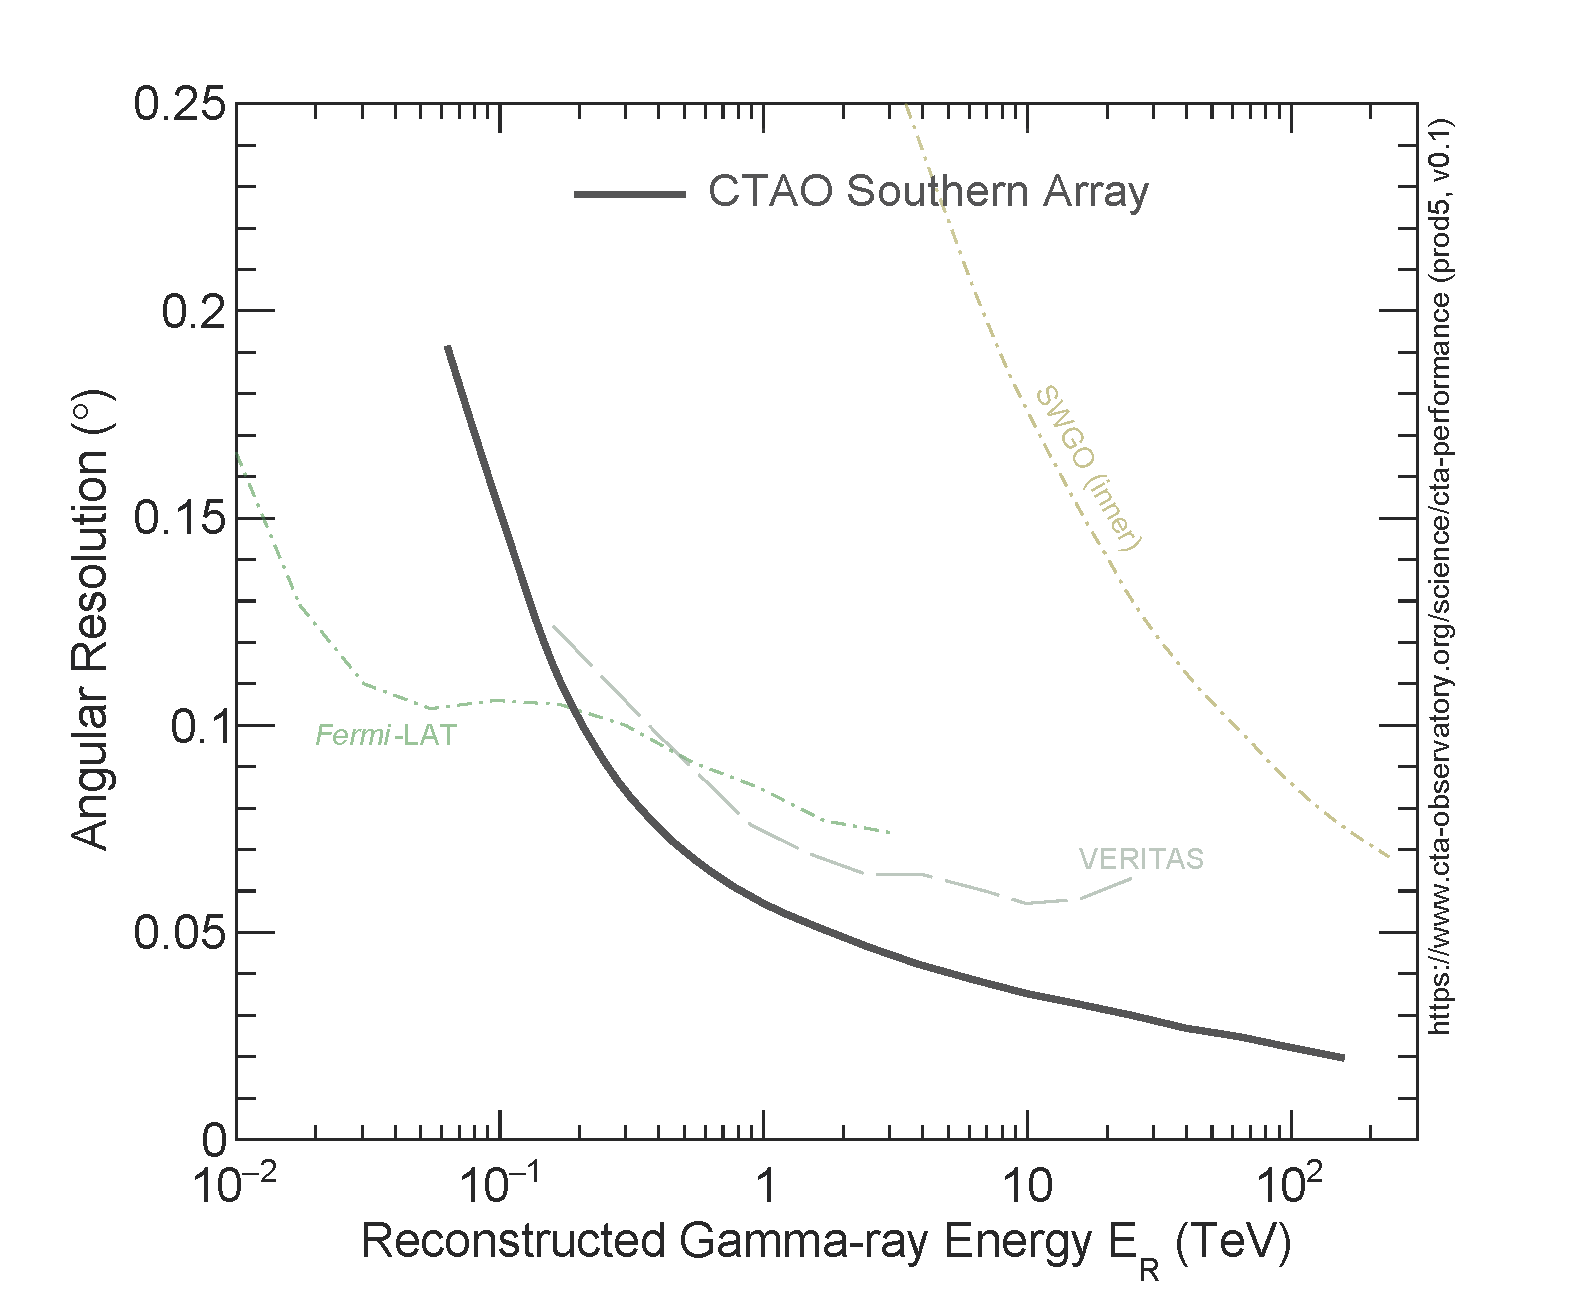 0.25
CTAO Southern Array
0.2
SWGO (inner)
0.15
0.1
Fermi-LAT
VERITAS
0.05
0
10⁻² 10⁻¹ 1 10 10²
Reconstructed Gamma-ray Energy E_R (TeV)
Angular Resolution (°)
https://www.cta-observatory.org/science/cta-performance (prod5, v0.1)